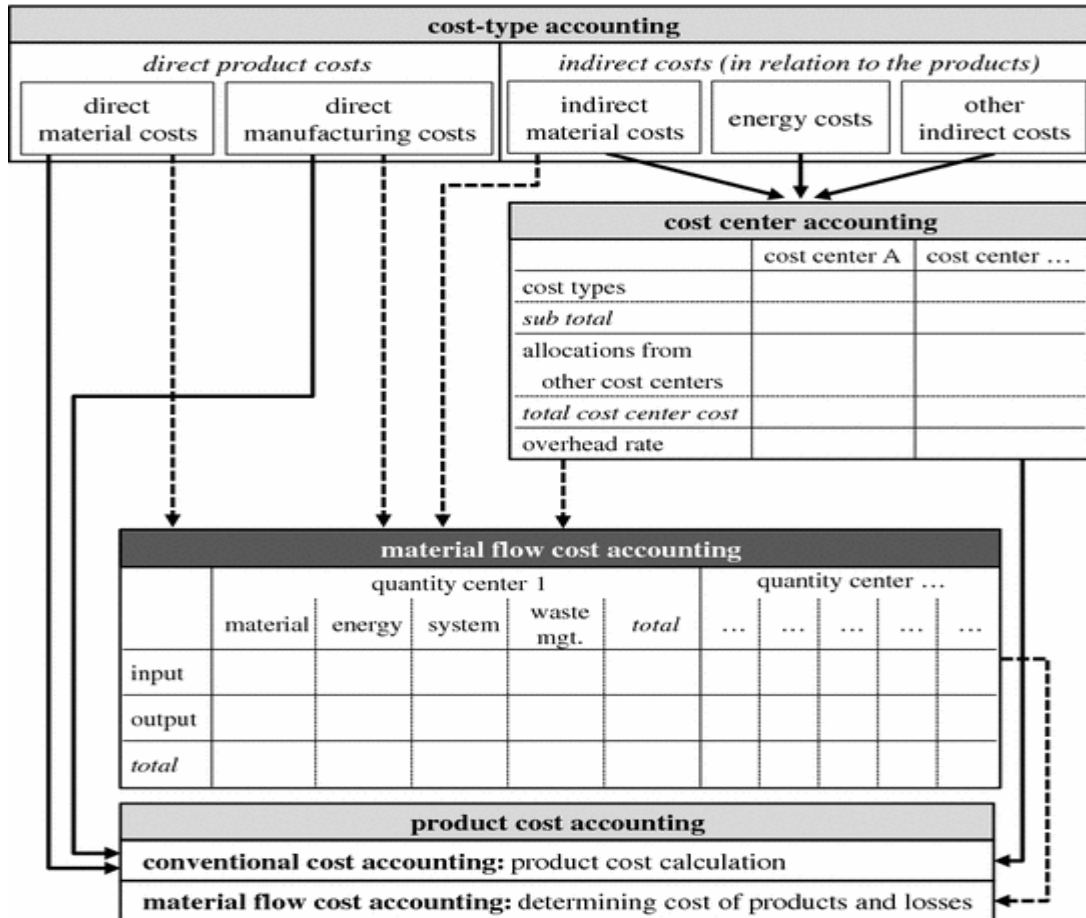 cost-type accounting
direct product costs
indirect costs (in relation to the products)
direct
material costs
direct
manufacturing costs
indirect
material costs
energy costs
other
indirect costs
cost center accounting
cost center A
cost center ...
cost types
sub total
allocations from
other cost centers
total cost center cost
overhead rate
material flow cost accounting
quantity center 1
quantity center ...
material
energy
system
waste
mgt.
total
...
...
...
...
...
input
output
total
product cost accounting
conventional cost accounting: product cost calculation
material flow cost accounting: determining cost of products and losses